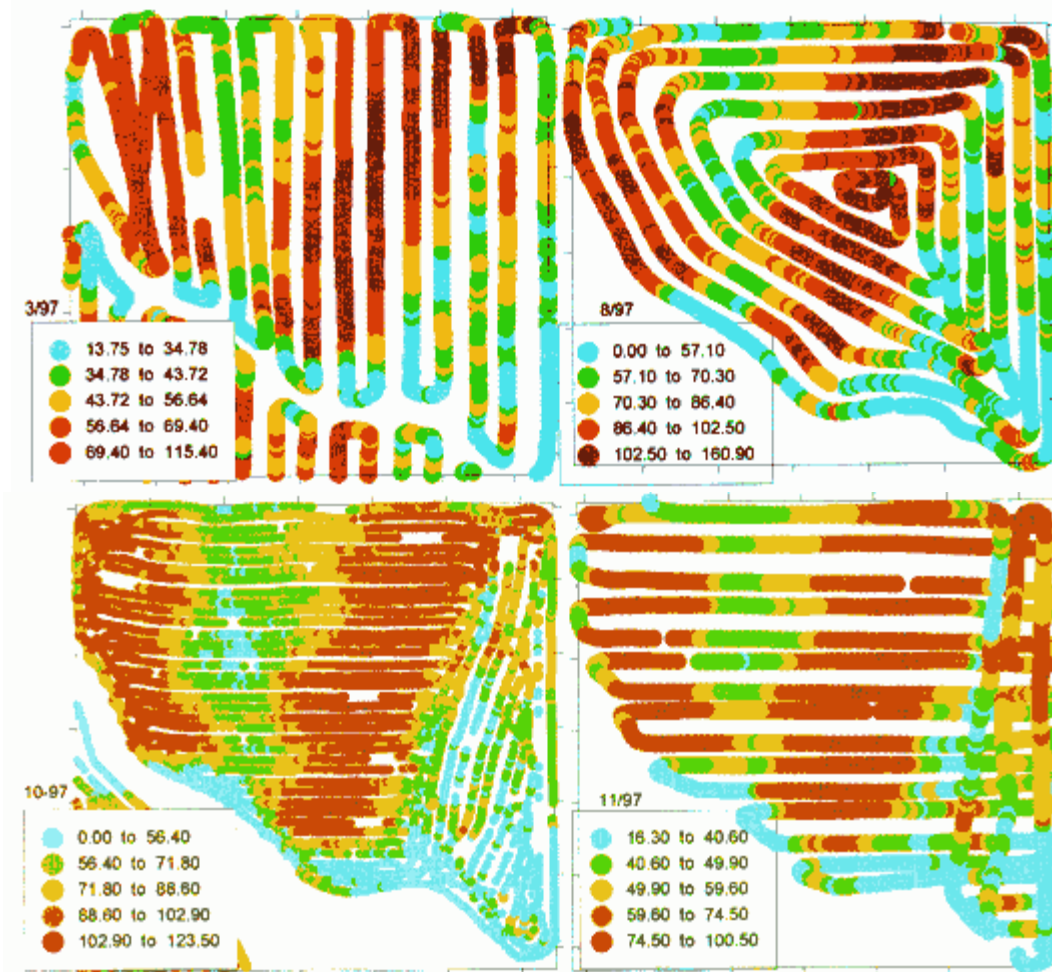 3/97
13.75 to 34.78
34.78 to 43.72
43.72 to 56.64
56.64 to 69.40
69.40 to 115.40
8/97
0.00 to 57.10
57.10 to 70.30
70.30 to 86.40
86.40 to 102.50
102.50 to 160.90
10-97
0.00 to 56.40
56.40 to 71.80
71.80 to 88.60
88.60 to 102.90
102.90 to 123.50
11/97
16.30 to 40.60
40.60 to 49.90
49.90 to 59.60
59.60 to 74.50
74.50 to 100.50